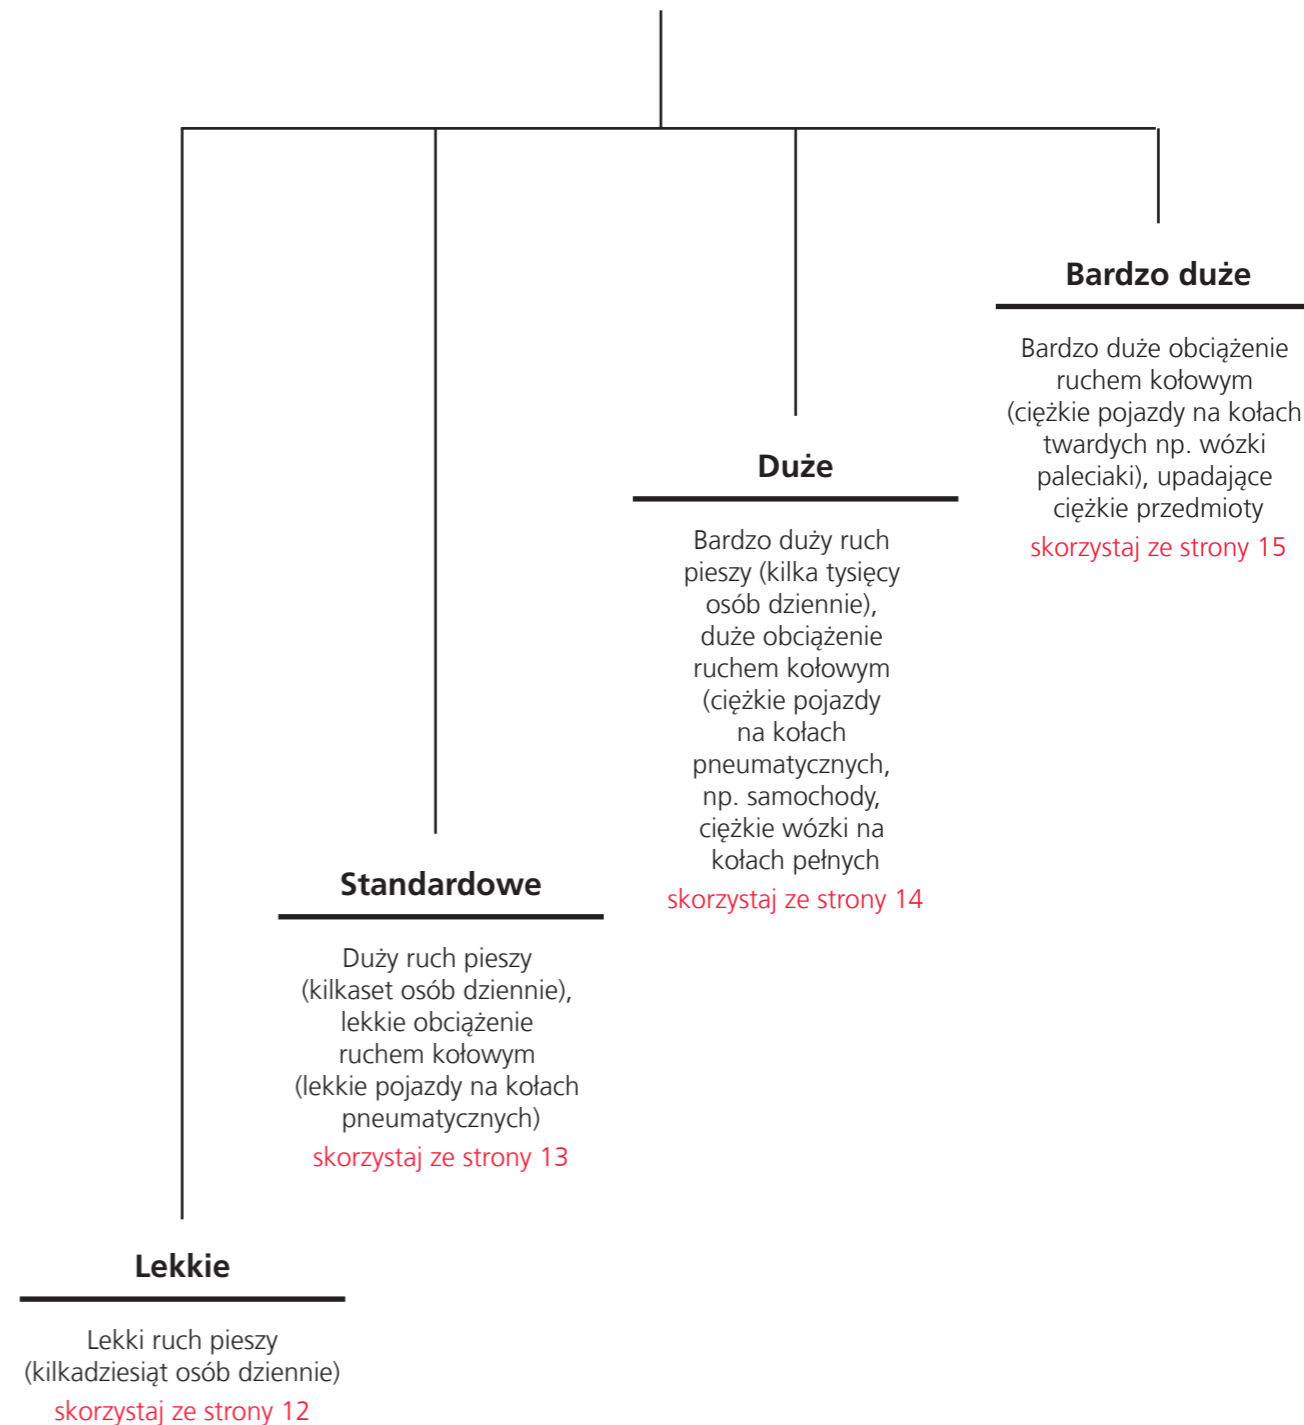 Bardzo duże
Bardzo duże obciążenie
ruchem kołowym
(ciężkie pojazdy na kołach
twardych np. wózki
paleciaki), upadające
ciężkie przedmioty
skorzystaj ze strony 15
Duże
Bardzo duży ruch
pieszy (kilka tysięcy
osób dziennie),
duże obciążenie
ruchem kołowym
(ciężkie pojazdy
na kołach
pneumatycznych,
np. samochody,
ciężkie wózki na
kołach pełnych
skorzystaj ze strony 14
Standardowe
Duży ruch pieszy
(kilkaset osób dziennie),
lekkie obciążenie
ruchem kołowym
(lekkie pojazdy na kołach
pneumatycznych)
skorzystaj ze strony 13
Lekkie
Lekki ruch pieszy
(kilkadziesiąt osób dziennie)
skorzystaj ze strony 12